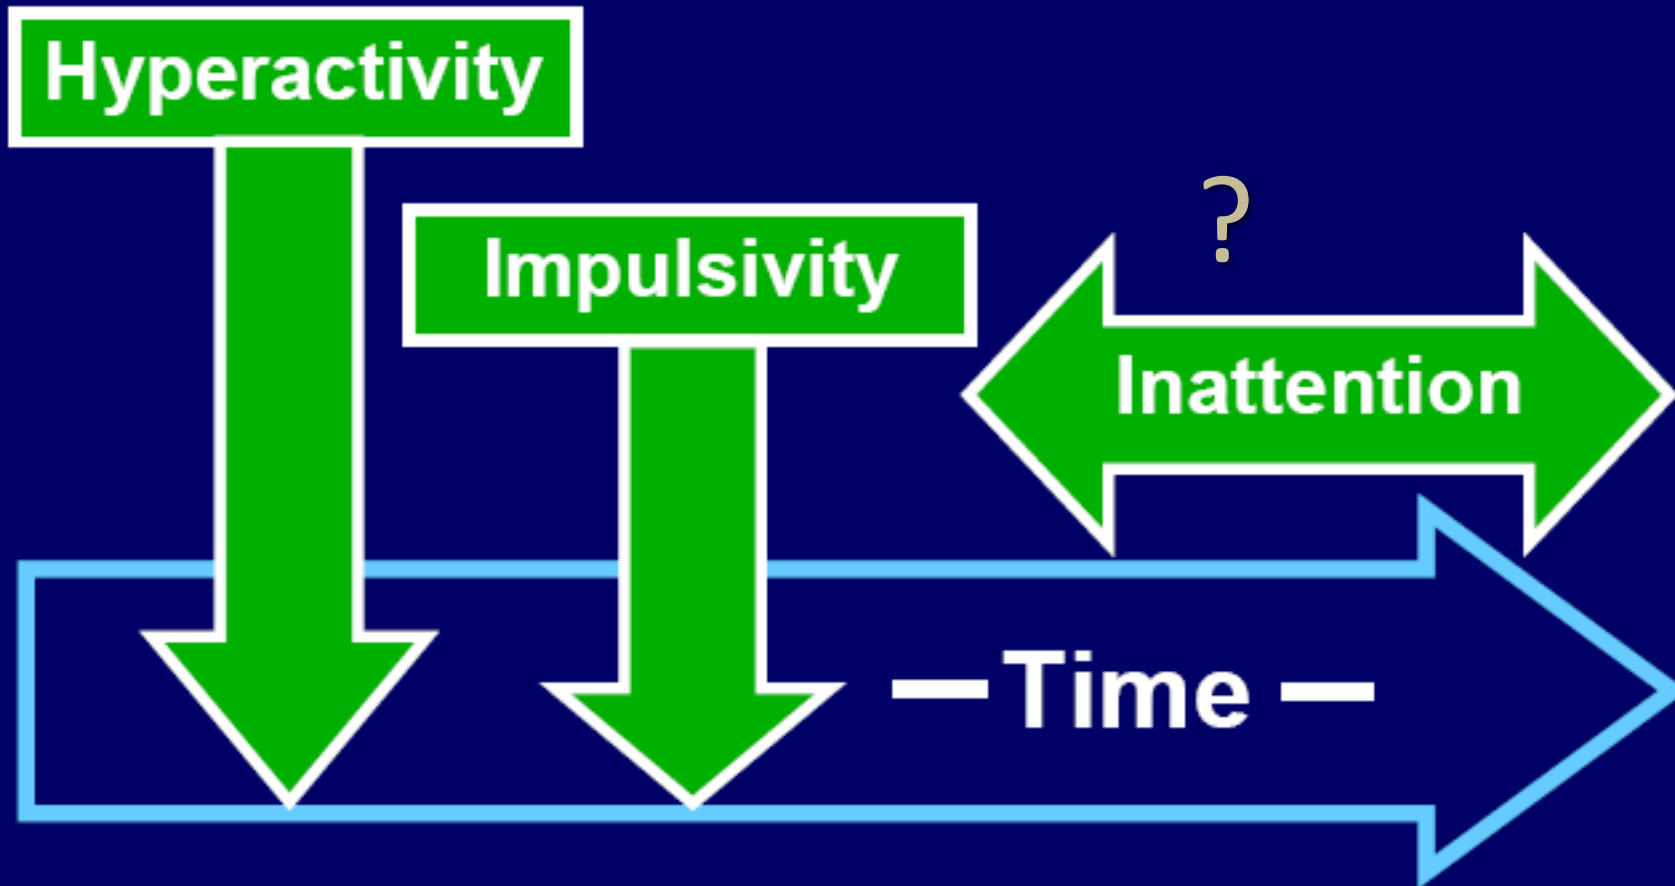 Hyperactivity
Impulsivity
?
Inattention
— Time —